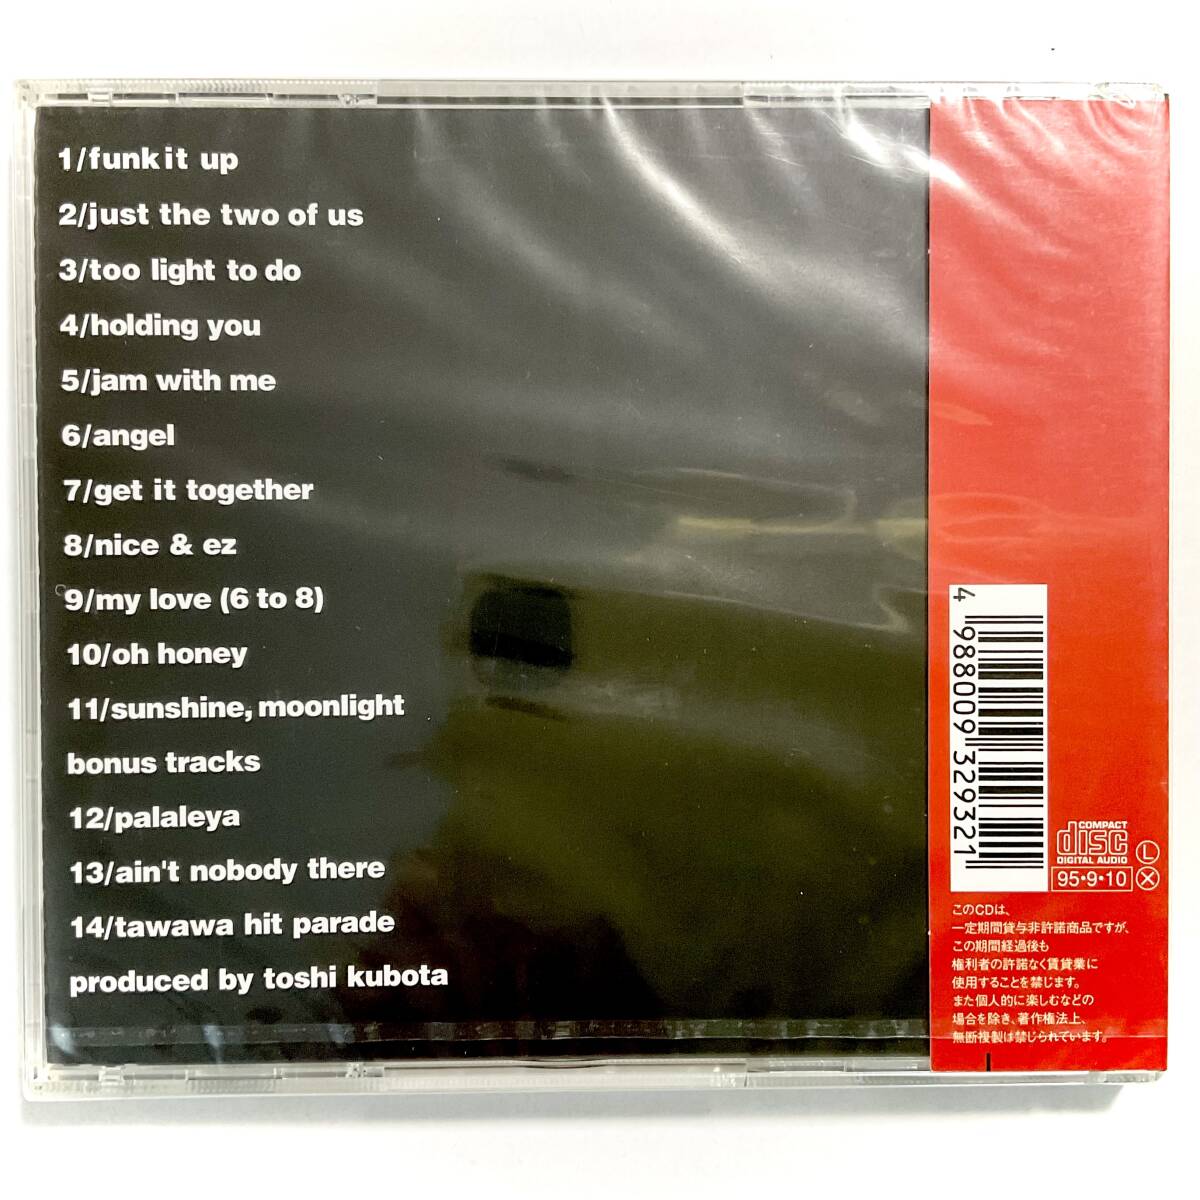 1/funk it up
2/just the two of us
3/too light to do
4/holding you
5/jam with me
6/angel
7/get it together
8/nice & ez
9/my love (6 to 8)
10/oh honey
11/sunshine, moonlight
bonus tracks
12/palaleya
13/ain't nobody there
14/tawawa hit parade
produced by toshi kubota
4 988009 329321
COMPACT
disc
DIGITAL AUDIO
L
95•9•10
X
このCDは、
一定期間貸与非許諾商品ですが、
この期間経過後も
権利者の許諾なく賃貸業に
使用することを禁じます。
また個人的に楽しむなどの
場合を除き、著作権法上、
無断複製は禁じられています。